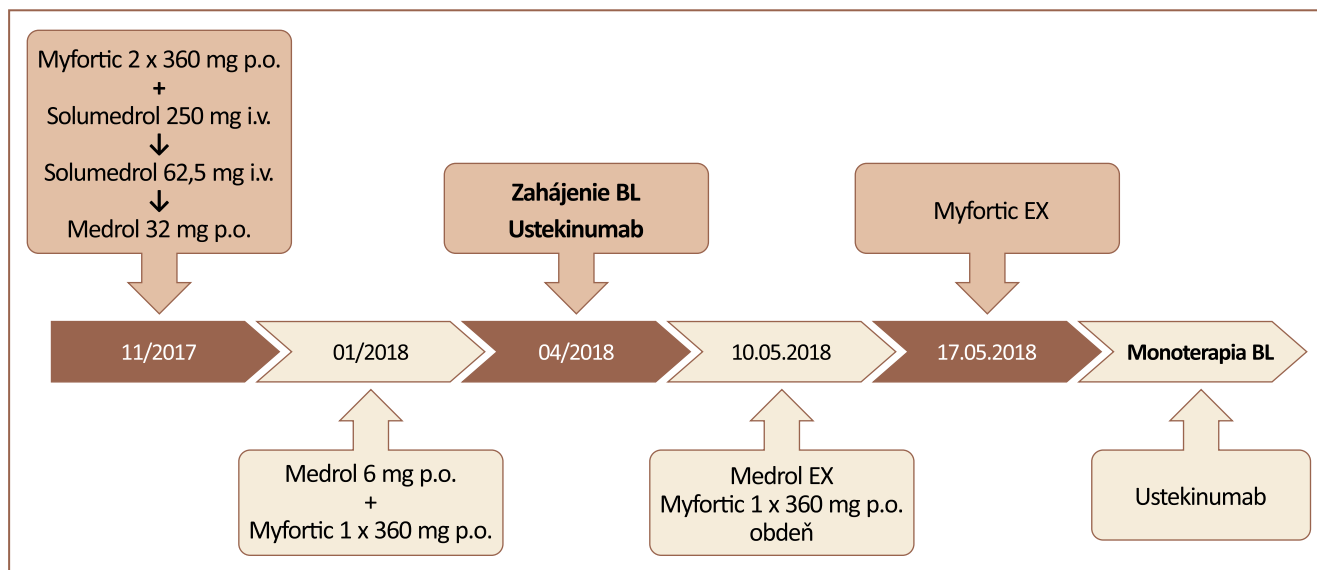 Myfortic 2 x 360 mg p.o.
+
Solumedrol 250 mg i.v.
↓
Solumedrol 62,5 mg i.v.
↓
Medrol 32 mg p.o.
Zahájenie BL
Ustekinumab
Myfortic EX
11/2017
01/2018
04/2018
10.05.2018
17.05.2018
Monoterapia BL
Medrol 6 mg p.o.
+
Myfortic 1 x 360 mg p.o.
Medrol EX
Myfortic 1 x 360 mg p.o.
obdeň
Ustekinumab